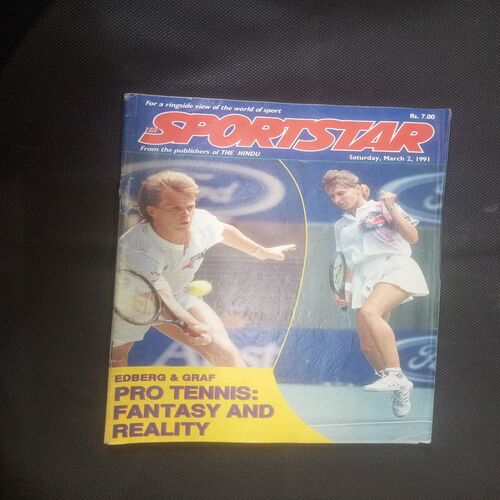 For a ringside view of the world of sport
Rs. 7.00
THE
SPORTSTAR
From the publishers of THE HINDU
Saturday, March 2, 1991
Ford
EDBERG & GRAF
PRO TENNIS:
FANTASY AND
REALITY